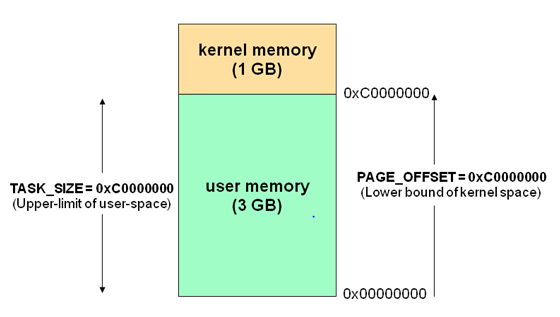 kernel memory
(1 GB)
0xC0000000
TASK_SIZE = 0xC0000000
(Upper-limit of user-space)
user memory
(3 GB)
PAGE_OFFSET = 0xC0000000
(Lower bound of kernel space)
0x00000000